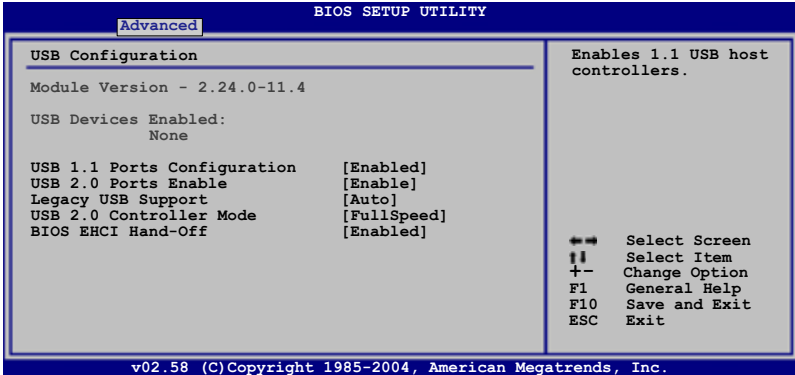 BIOS SETUP UTILITY
Advanced
USB Configuration
Module Version - 2.24.0-11.4
USB Devices Enabled:
None
USB 1.1 Ports Configuration [Enabled]
USB 2.0 Ports Enable [Enable]
Legacy USB Support [Auto]
USB 2.0 Controller Mode [FullSpeed]
BIOS EHCI Hand-Off [Enabled]
Enables 1.1 USB host
controllers.
←→ Select Screen
↑↓ Select Item
+- Change Option
F1 General Help
F10 Save and Exit
ESC Exit
v02.58 (C)Copyright 1985-2004, American Megatrends, Inc.